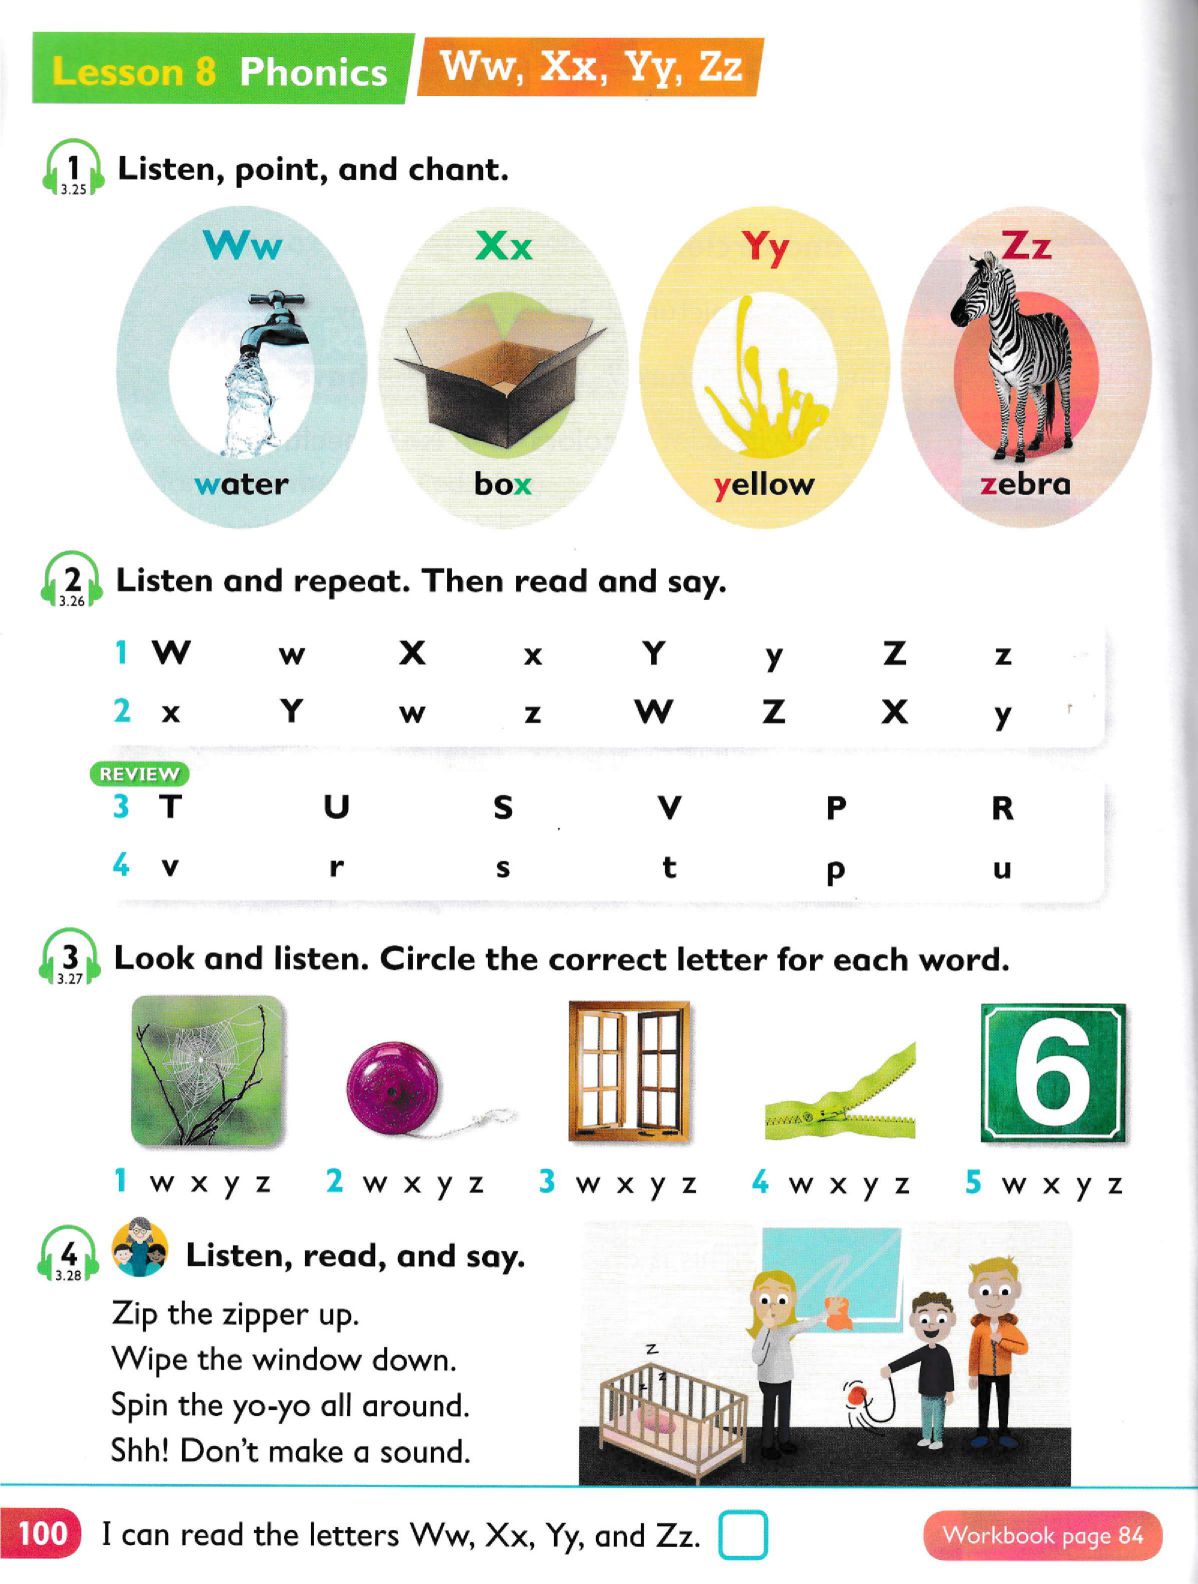 Lesson 8 Phonics Ww, Xx, Yy, Zz
1 Listen, point, and chant.
3.25
Ww Xx Yy Zz
water box yellow zebra
2 Listen and repeat. Then read and say.
3.26
1 W w X x Y y Z z
2 x Y w z W Z X y
REVIEW
3 T U S V P R
4 v r s t p u
3 Look and listen. Circle the correct letter for each word.
3.27
6
1 w x y z 2 w x y z 3 w x y z 4 w x y z 5 w x y z
4 Listen, read, and say.
3.28
Zip the zipper up.
Wipe the window down.
Spin the yo-yo all around.
Shh! Don't make a sound.
z
z
z
100 I can read the letters Ww, Xx, Yy, and Zz. Workbook page 84